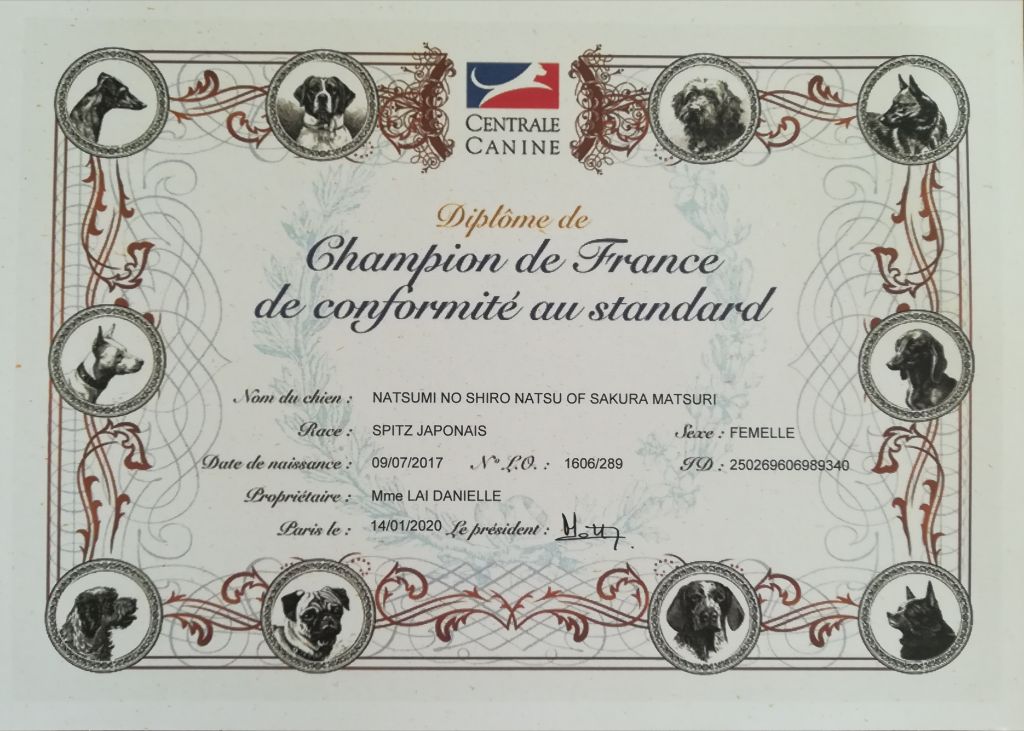 CENTRALE
CANINE
Diplôme de
Champion de France
de conformité au standard
Nom du chien : NATSUMI NO SHIRO NATSU OF SAKURA MATSURI
Race : SPITZ JAPONAIS Sexe : FEMELLE
Date de naissance : 09/07/2017 N° L.O. : 1606/289 ID : 250269606989340
Propriétaire : Mme LAI DANIELLE
Paris le : 14/01/2020 Le président :